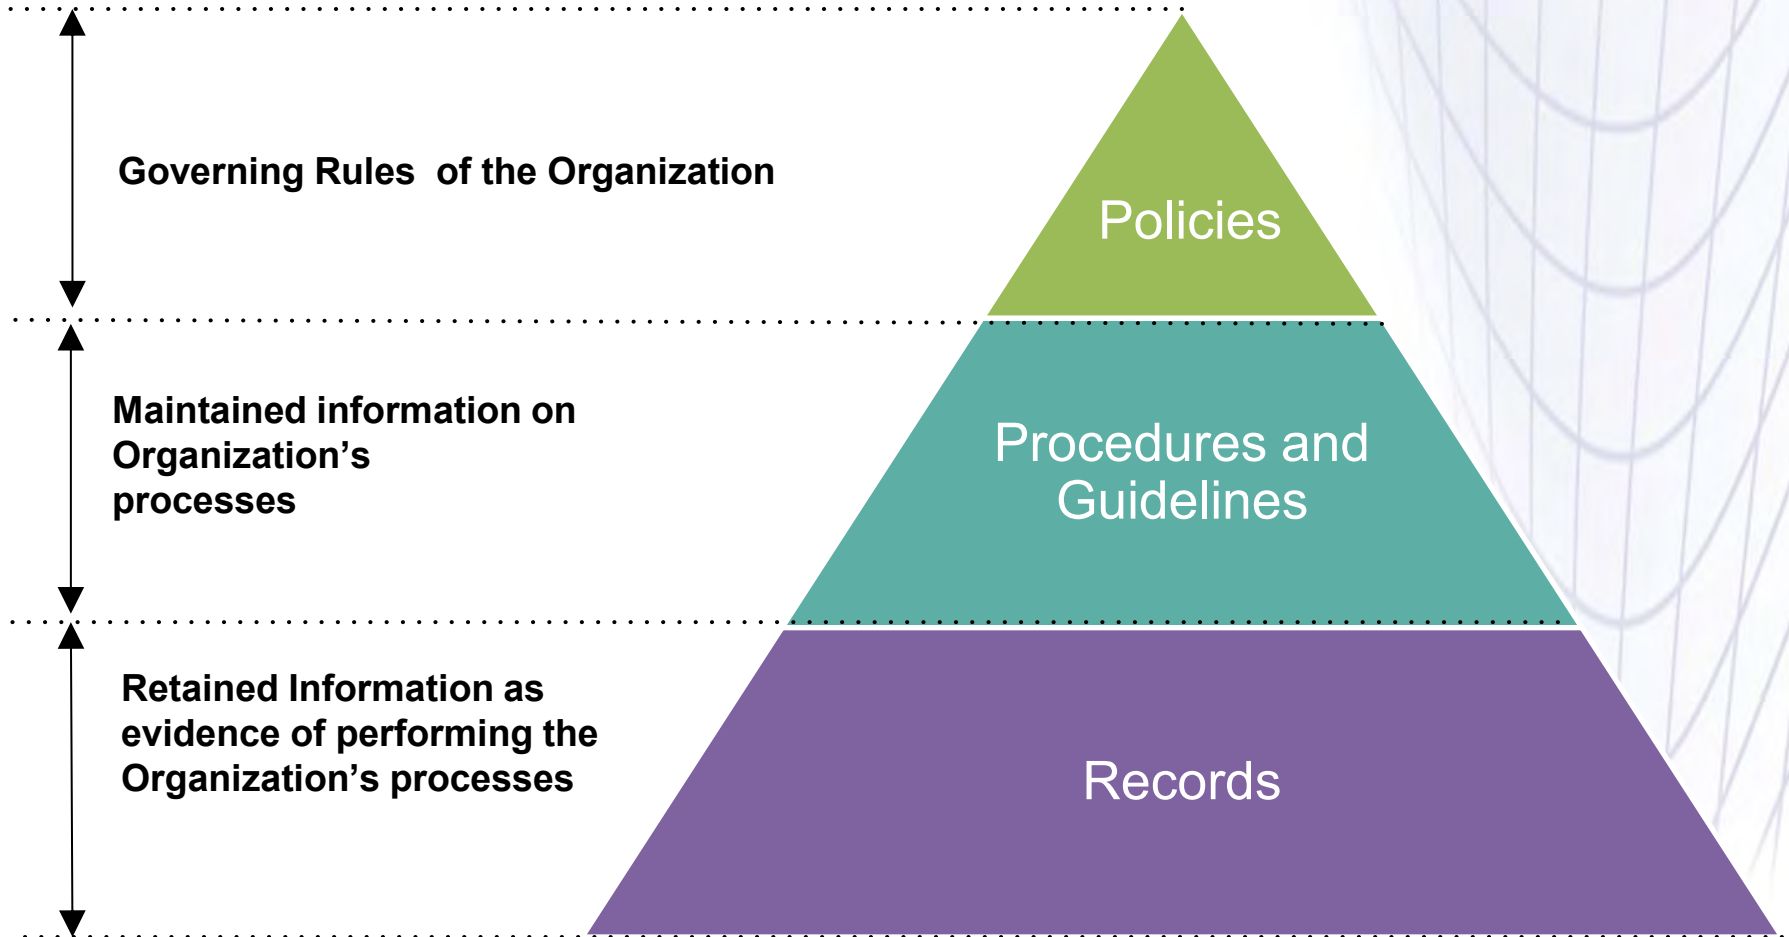 Governing Rules  of the Organization
Policies
Maintained information on
Organization’s
processes
Procedures and
Guidelines
Retained Information as
evidence of performing the
Organization’s processes
Records